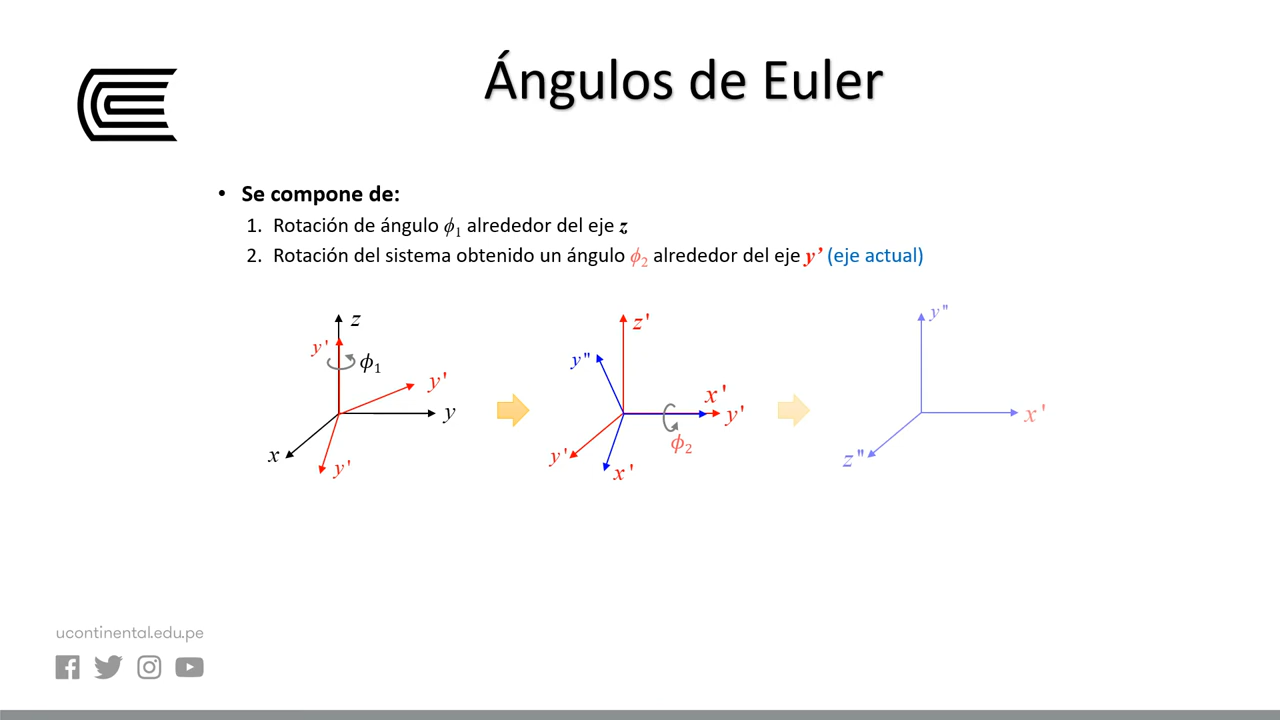 Ángulos de Euler
• Se compone de:
1. Rotación de ángulo ϕ₁ alrededor del eje z
2. Rotación del sistema obtenido un ángulo ϕ₂ alrededor del eje y' (eje actual)
z
y'
ϕ₁
y'
y
x
y'
z'
y"
x'
y'
ϕ₂
y'
x'
y"
x'
z"
ucontinental.edu.pe